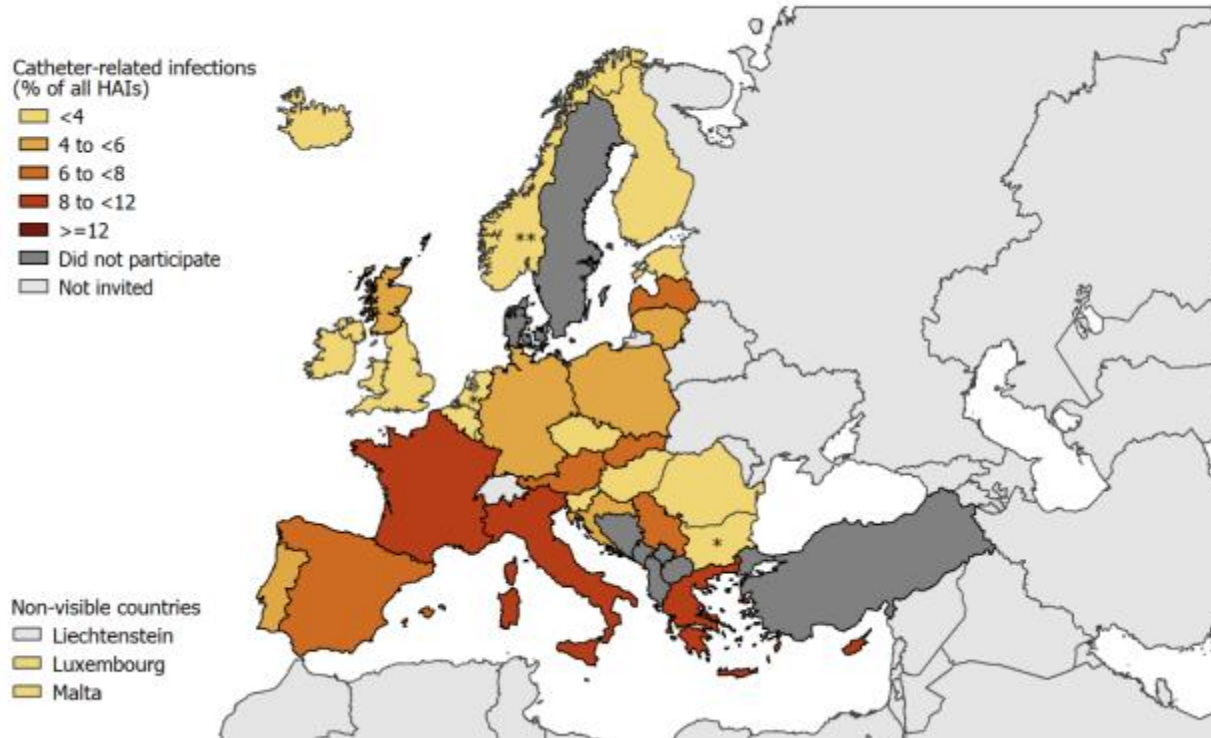 Catheter-related infections
(% of all HAIs)
<4
4 to <6
6 to <8
8 to <12
>=12
Did not participate
Not invited
**
*
*
Non-visible countries
Liechtenstein
Luxembourg
Malta